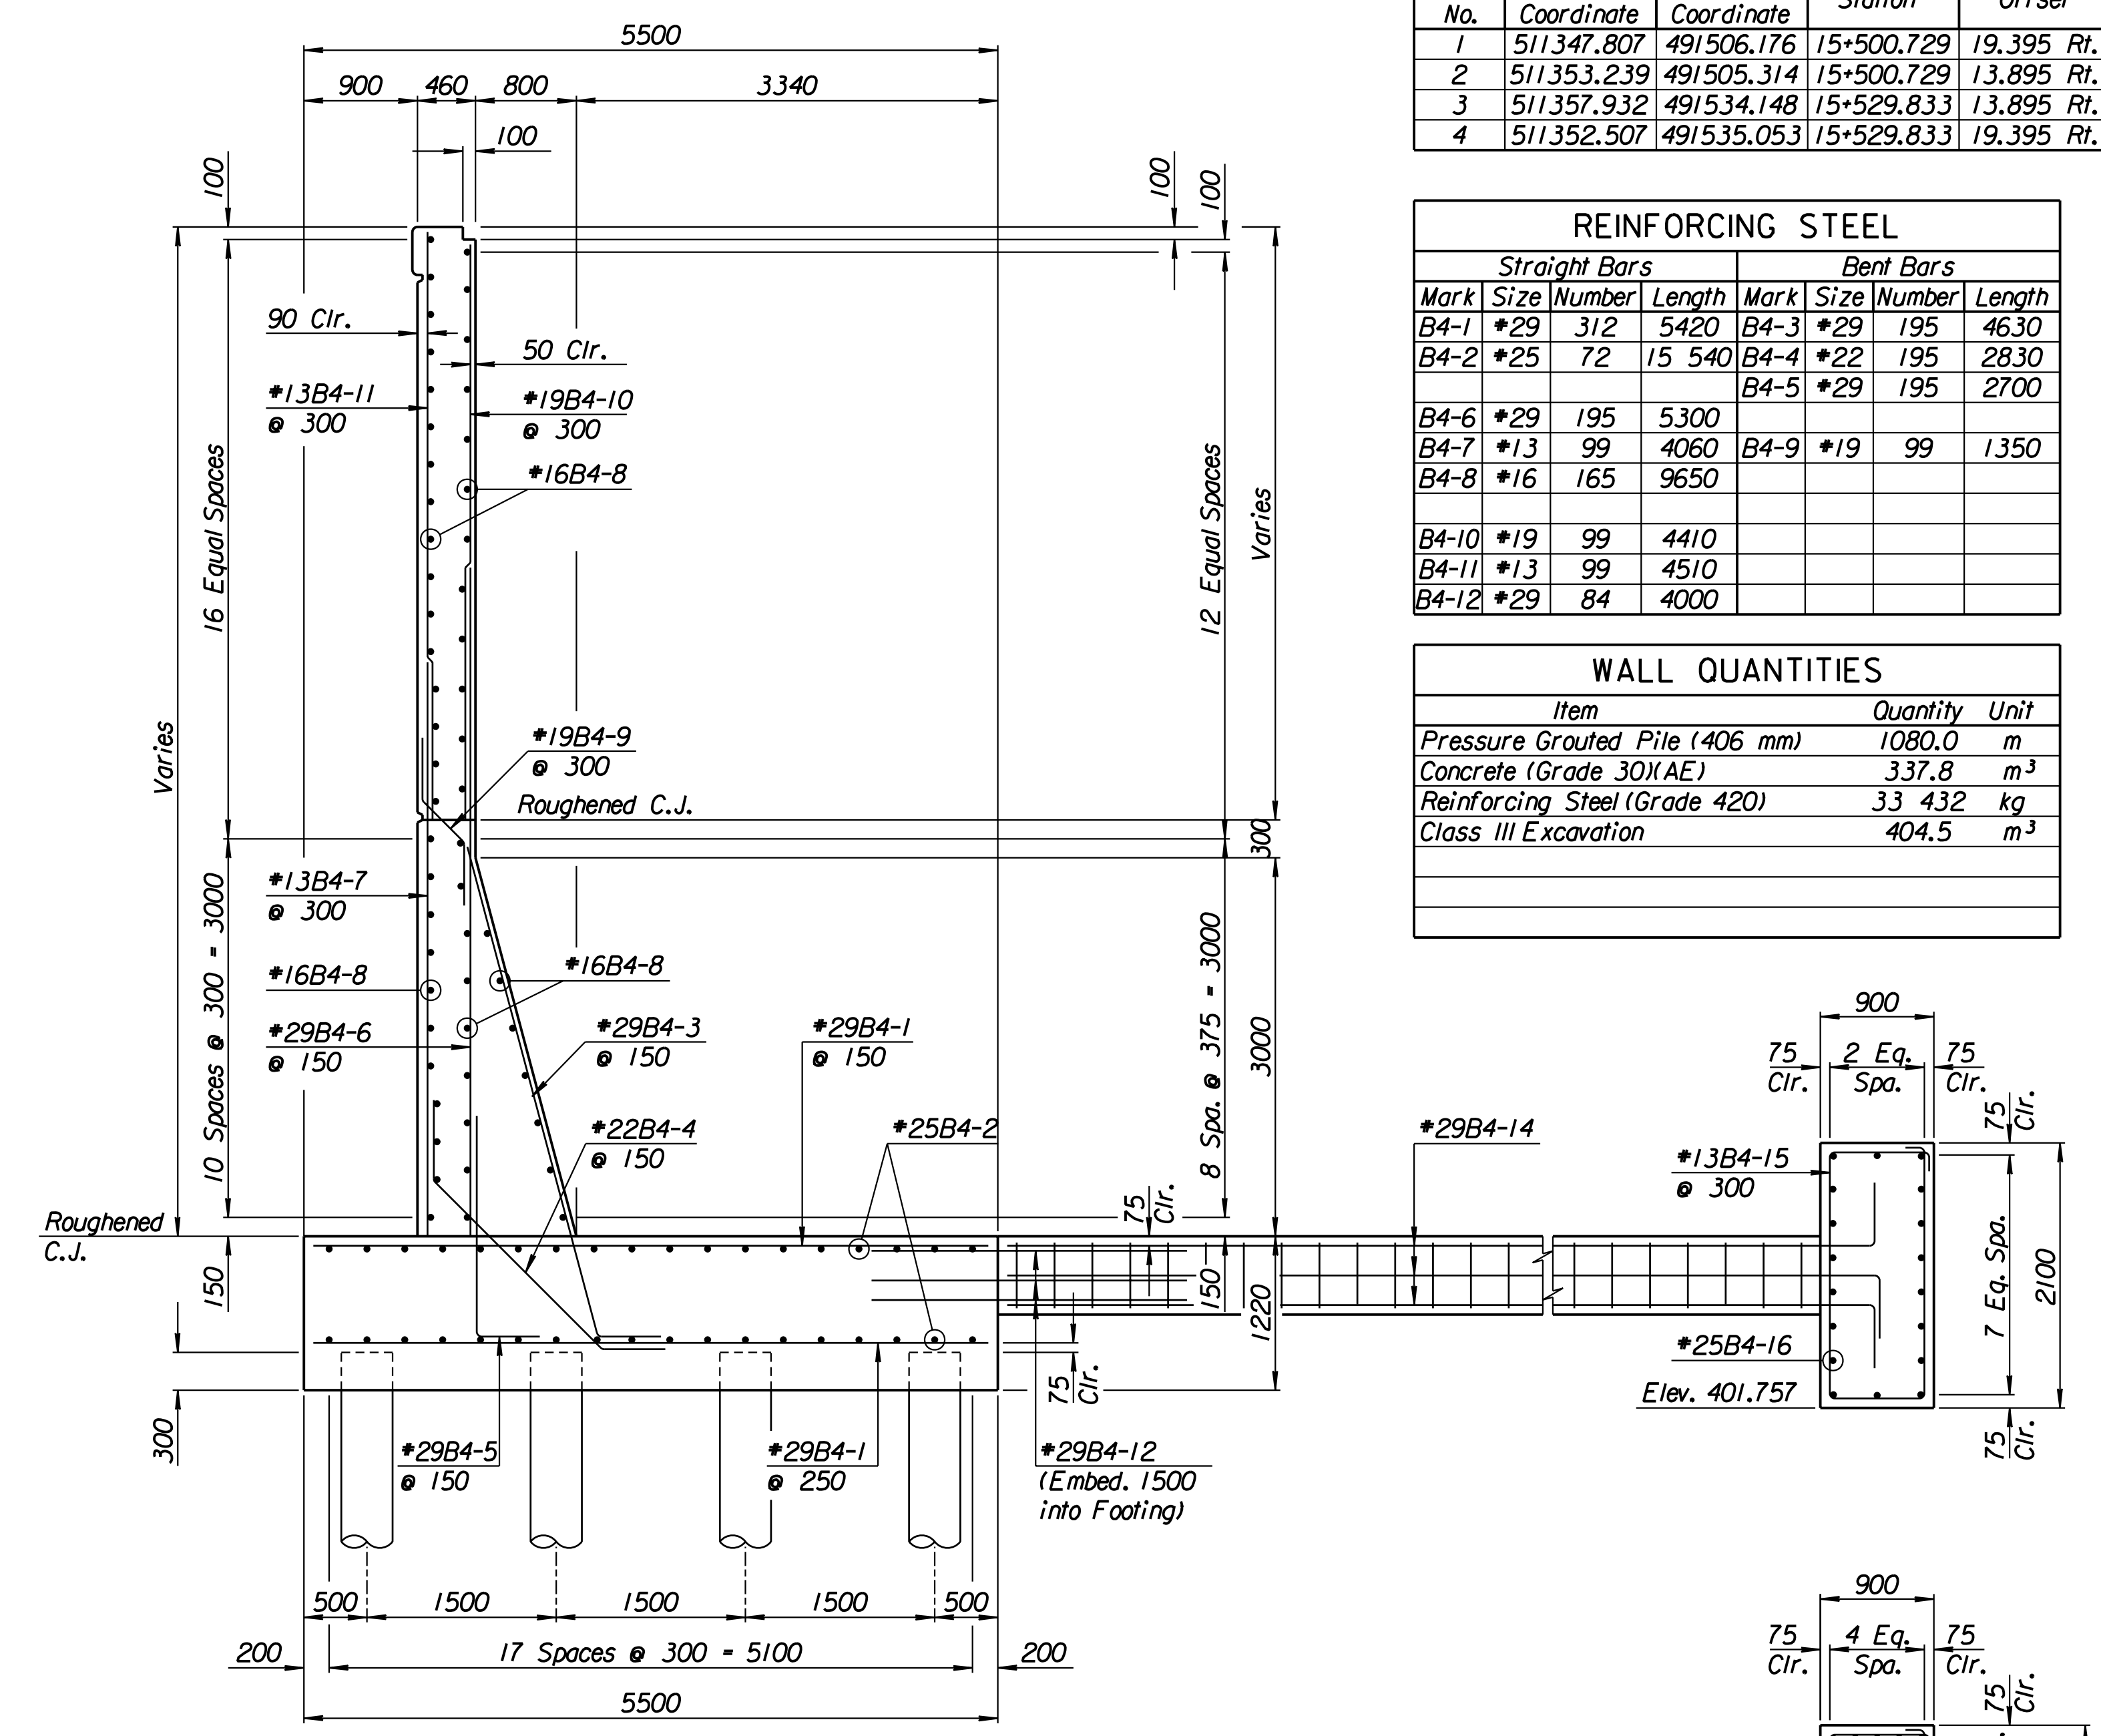 5500
900 460 800 3340
100
100
100
100
90 Clr.
50 Clr.
#13B4-11
@ 300
#19B4-10
@ 300
#16B4-8
16 Equal Spaces
12 Equal Spaces
Varies
Varies
#19B4-9
@ 300
Roughened C.J.
300
#13B4-7
@ 300
10 Spaces @ 300 = 3000
8 Spa. @ 375 = 3000
3000
#16B4-8
#16B4-8
#29B4-6
@ 150
#29B4-3
@ 150
#29B4-1
@ 150
#22B4-4
@ 150
#25B4-2
Roughened
C.J.
150
300
75
Clr.
150
1220
75
Clr.
#29B4-5
@ 150
#29B4-1
@ 250
#29B4-12
(Embed. 1500
into Footing)
500 1500 1500 1500 500
200 17 Spaces @ 300 = 5100 200
5500
No. Coordinate Coordinate Station Offset
1 511347.807 491506.176 15+500.729 19.395 Rt.
2 511353.239 491505.314 15+500.729 13.895 Rt.
3 511357.932 491534.148 15+529.833 13.895 Rt.
4 511352.507 491535.053 15+529.833 19.395 Rt.
REINFORCING STEEL
Straight Bars Bent Bars
Mark Size Number Length Mark Size Number Length
B4-1 #29 312 5420 B4-3 #29 195 4630
B4-2 #25 72 15 540 B4-4 #22 195 2830
B4-5 #29 195 2700
B4-6 #29 195 5300
B4-7 #13 99 4060 B4-9 #19 99 1350
B4-8 #16 165 9650
B4-10 #19 99 4410
B4-11 #13 99 4510
B4-12 #29 84 4000
WALL QUANTITIES
Item Quantity Unit
Pressure Grouted Pile (406 mm) 1080.0 m
Concrete (Grade 30)(AE) 337.8 m³
Reinforcing Steel (Grade 420) 33 432 kg
Class III Excavation 404.5 m³
900
75 2 Eq. 75
Clr. Spa. Clr.
75
Clr.
#29B4-14
#13B4-15
@ 300
7 Eq. Spa.
2100
#25B4-16
Elev. 401.757
75
Clr.
900
75 4 Eq. 75
Clr. Spa. Clr.
75
Clr.